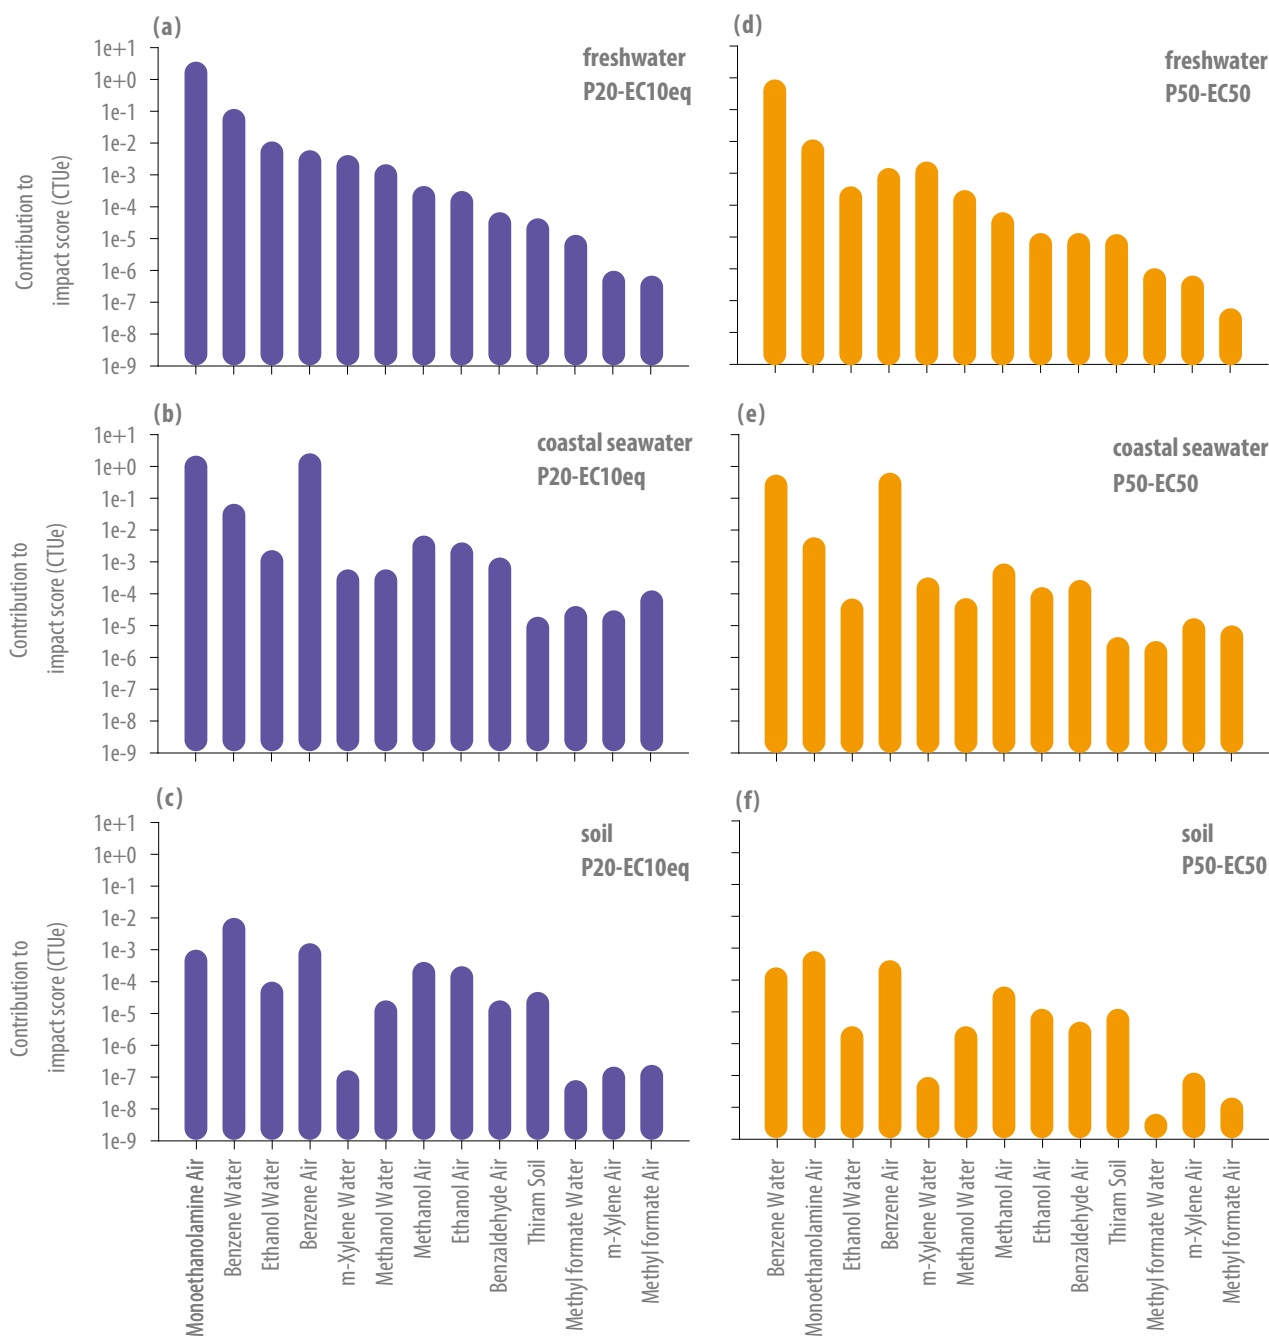 (a)
freshwater
P20-EC10eq
Contribution to
impact score (CTUe)
1e+1
1e+0
1e-1
1e-2
1e-3
1e-4
1e-5
1e-6
1e-7
1e-8
1e-9
(d)
freshwater
P50-EC50
(b)
coastal seawater
P20-EC10eq
Contribution to
impact score (CTUe)
1e+1
1e+0
1e-1
1e-2
1e-3
1e-4
1e-5
1e-6
1e-7
1e-8
1e-9
(e)
coastal seawater
P50-EC50
(c)
soil
P20-EC10eq
Contribution to
impact score (CTUe)
1e+1
1e+0
1e-1
1e-2
1e-3
1e-4
1e-5
1e-6
1e-7
1e-8
1e-9
Monoethanolamine Air
Benzene Water
Ethanol Water
Benzene Air
m-Xylene Water
Methanol Water
Methanol Air
Ethanol Air
Benzaldehyde Air
Thiram Soil
Methyl formate Water
m-Xylene Air
Methyl formate Air
(f)
soil
P50-EC50
Benzene Water
Monoethanolamine Air
Ethanol Water
Benzene Air
m-Xylene Water
Methanol Water
Methanol Air
Ethanol Air
Benzaldehyde Air
Thiram Soil
Methyl formate Water
m-Xylene Air
Methyl formate Air